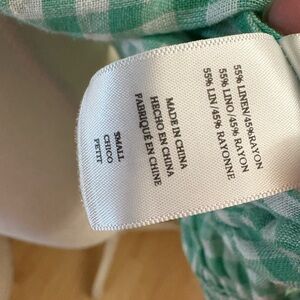 55% LINEN/45%RAYON
55% LINO/45% RAYON
55% LIN/45% RAYONNE
MADE IN CHINA
HECHO EN CHINA
FABRIQUÉ EN CHINE
SMALL
CHICO
PETIT